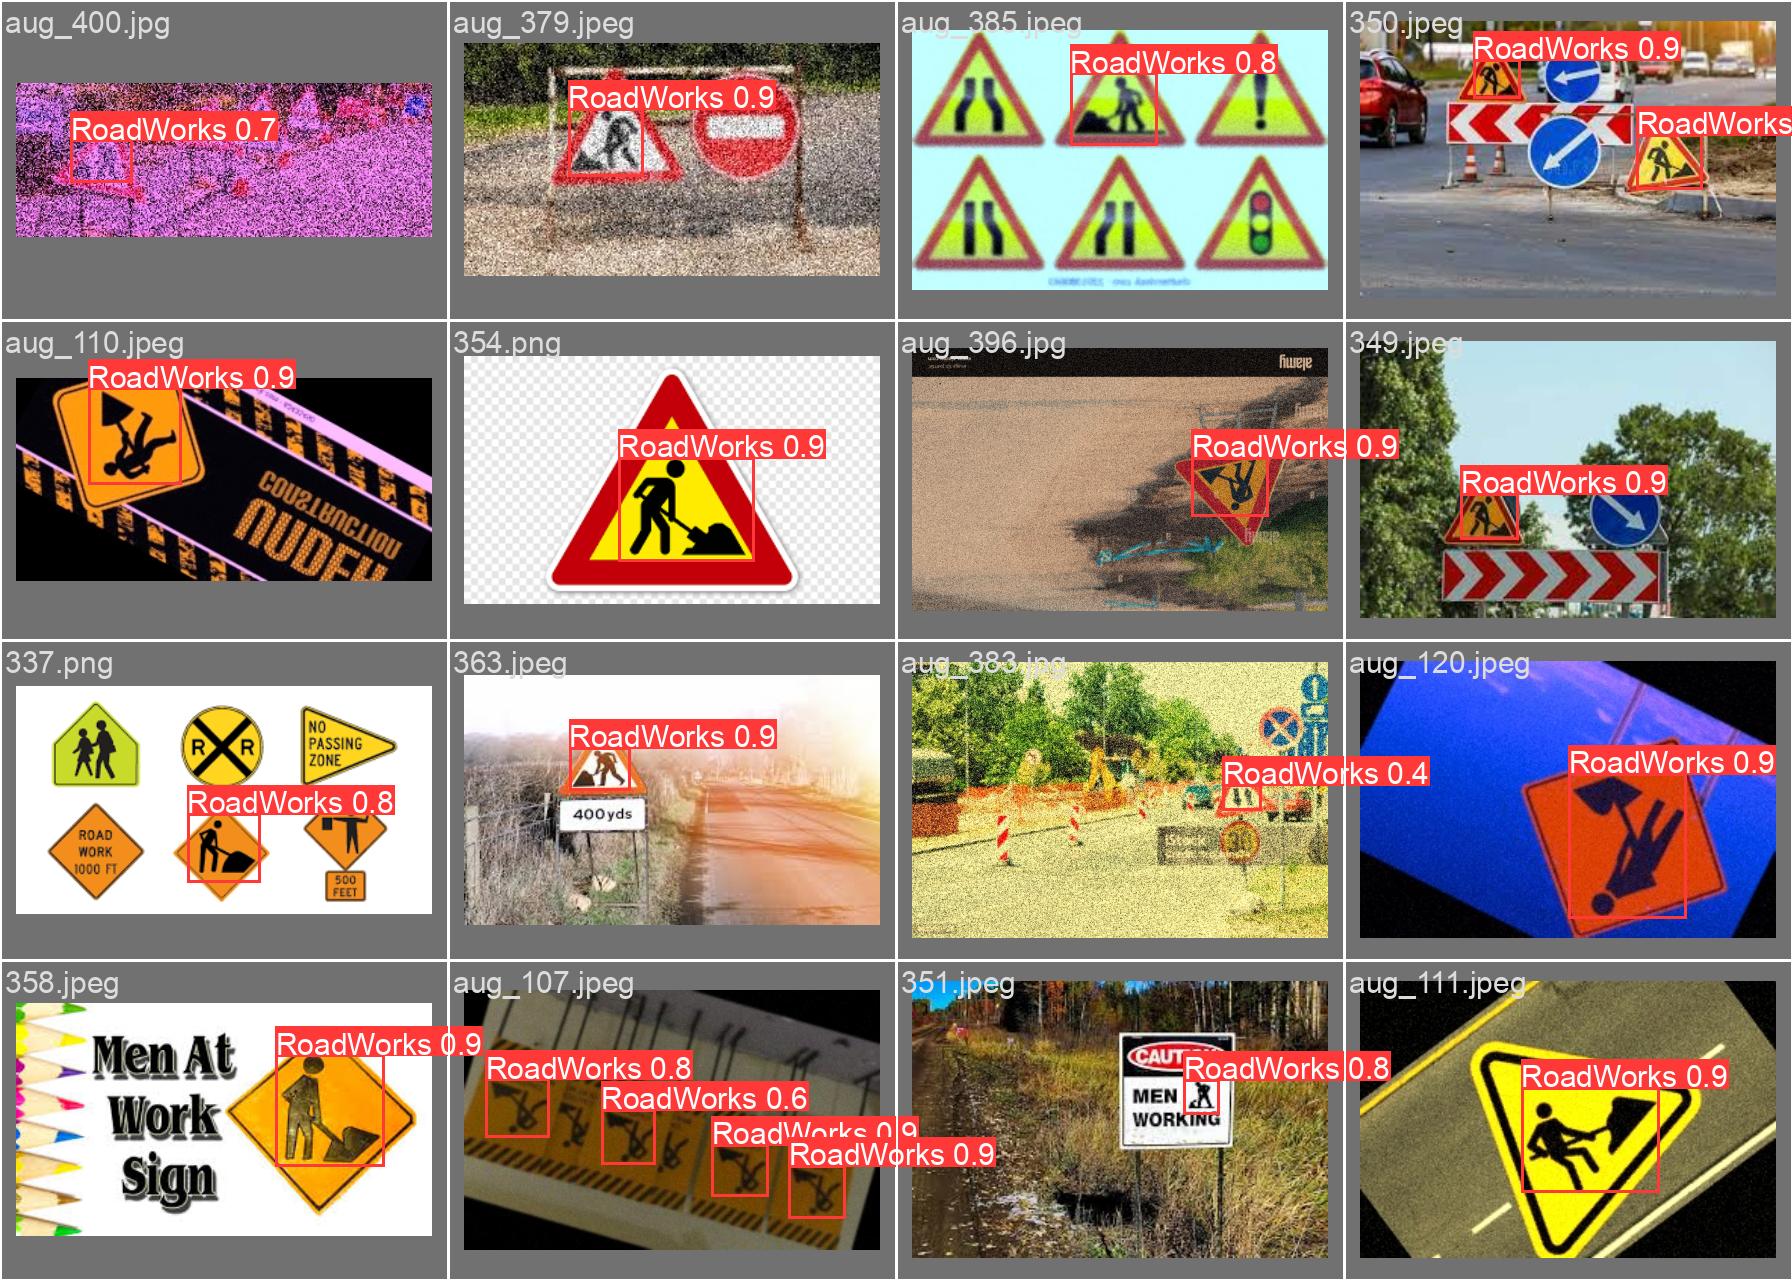 aug_400.jpg
RoadWorks 0.7
aug_379.jpeg
RoadWorks 0.9
aug_385.jpeg
RoadWorks 0.8
350.jpeg
RoadWorks 0.9
RoadWorks
aug_110.jpeg
RoadWorks 0.9
UNDER
CONSTRUCTION
354.png
RoadWorks 0.9
aug_396.jpg
alamy
RoadWorks 0.9
alamy
349.jpeg
RoadWorks 0.9
337.png
R R
NO
PASSING
ZONE
RoadWorks 0.8
ROAD
WORK
1000 FT
500
FEET
363.jpeg
RoadWorks 0.9
400yds
aug_383.jpg
RoadWorks 0.4
30
aug_120.jpeg
RoadWorks 0.9
358.jpeg
Men At
Work
Sign
RoadWorks 0.9
aug_107.jpeg
RoadWorks 0.8
RoadWorks 0.6
RoadWorks 0.9
RoadWorks 0.9
351.jpeg
CAUT
RoadWorks 0.8
MEN
WORKING
aug_111.jpeg
RoadWorks 0.9